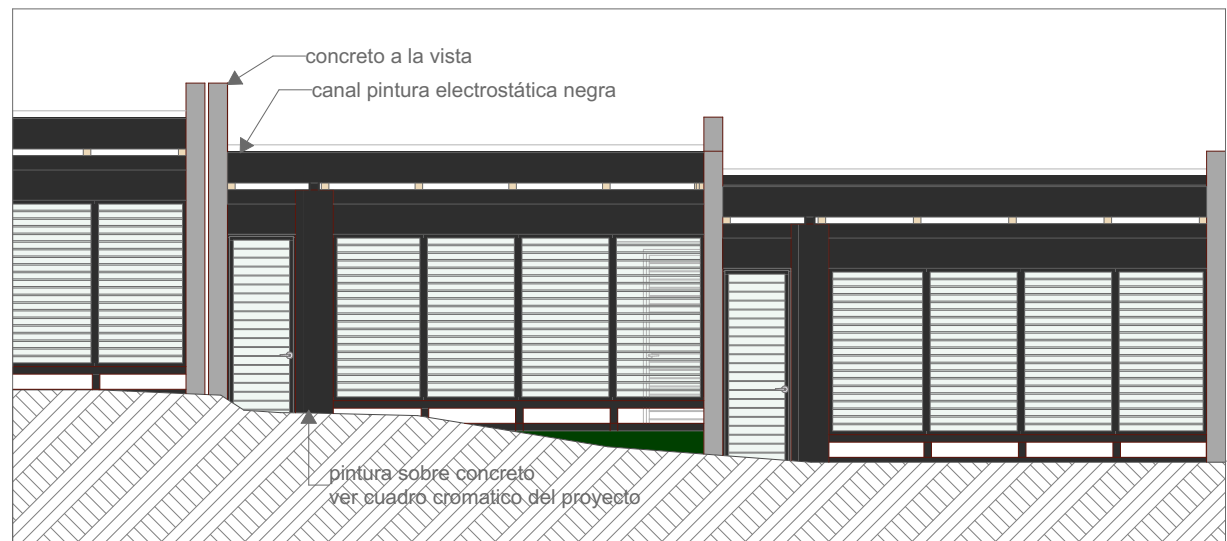 concreto a la vista
canal pintura electrostática negra
pintura sobre concreto
ver cuadro cromatico del proyecto